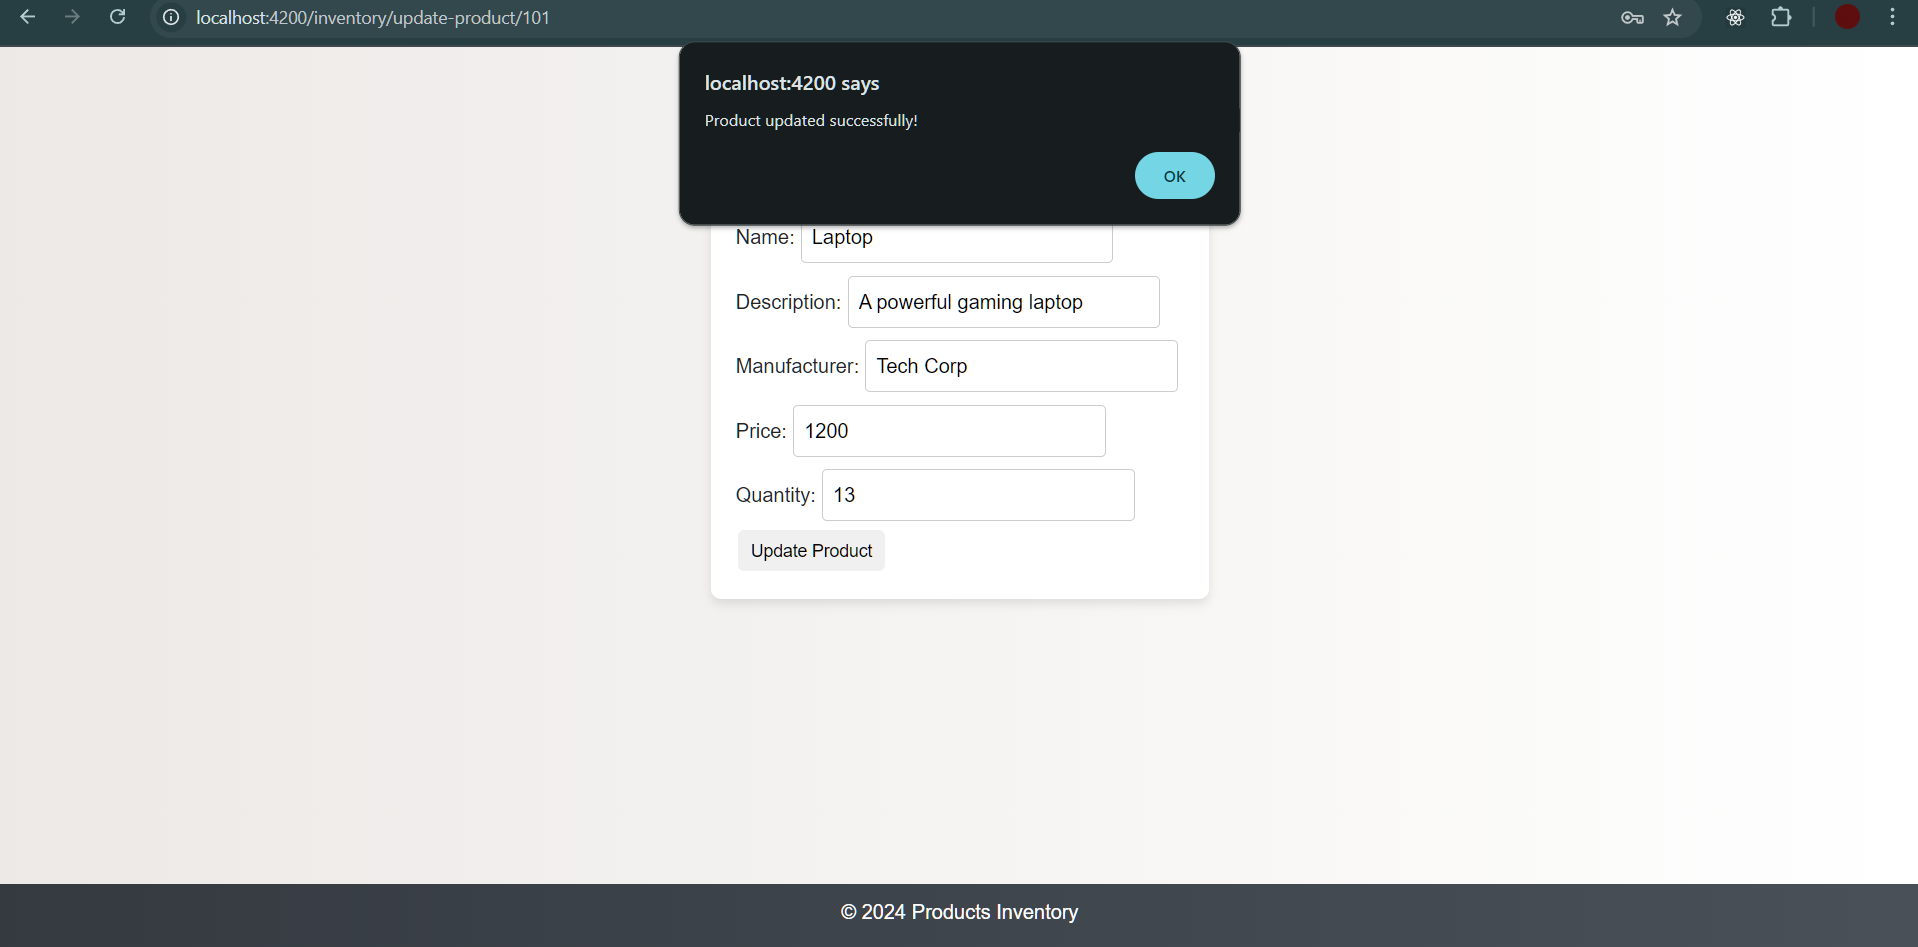 localhost:4200/inventory/update-product/101
localhost:4200 says
Product updated successfully!
OK
Name: Laptop
Description: A powerful gaming laptop
Manufacturer: Tech Corp
Price: 1200
Quantity: 13
Update Product
© 2024 Products Inventory